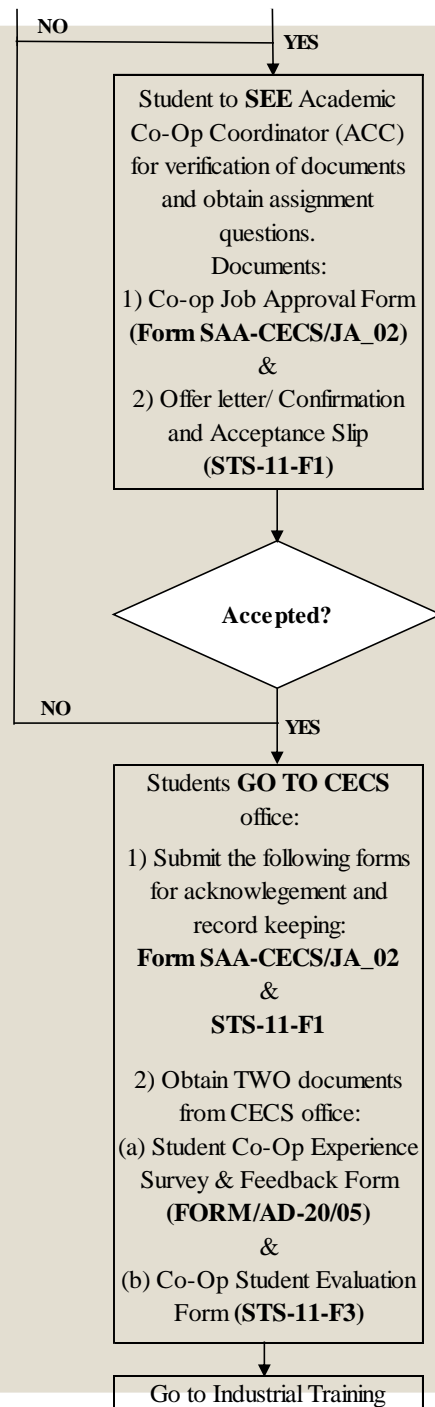 NO
YES
Student to SEE Academic
Co-Op Coordinator (ACC)
for verification of documents
and obtain assignment
questions.
Documents:
1) Co-op Job Approval Form
(Form SAA-CECS/JA_02)
&
2) Offer letter/ Confirmation
and Acceptance Slip
(STS-11-F1)
Accepted?
NO
YES
Students GO TO CECS
office:
1) Submit the following forms
for acknowlegement and
record keeping:
Form SAA-CECS/JA_02
&
STS-11-F1
2) Obtain TWO documents
from CECS office:
(a) Student Co-Op Experience
Survey & Feedback Form
(FORM/AD-20/05)
&
(b) Co-Op Student Evaluation
Form (STS-11-F3)
Go to Industrial Training